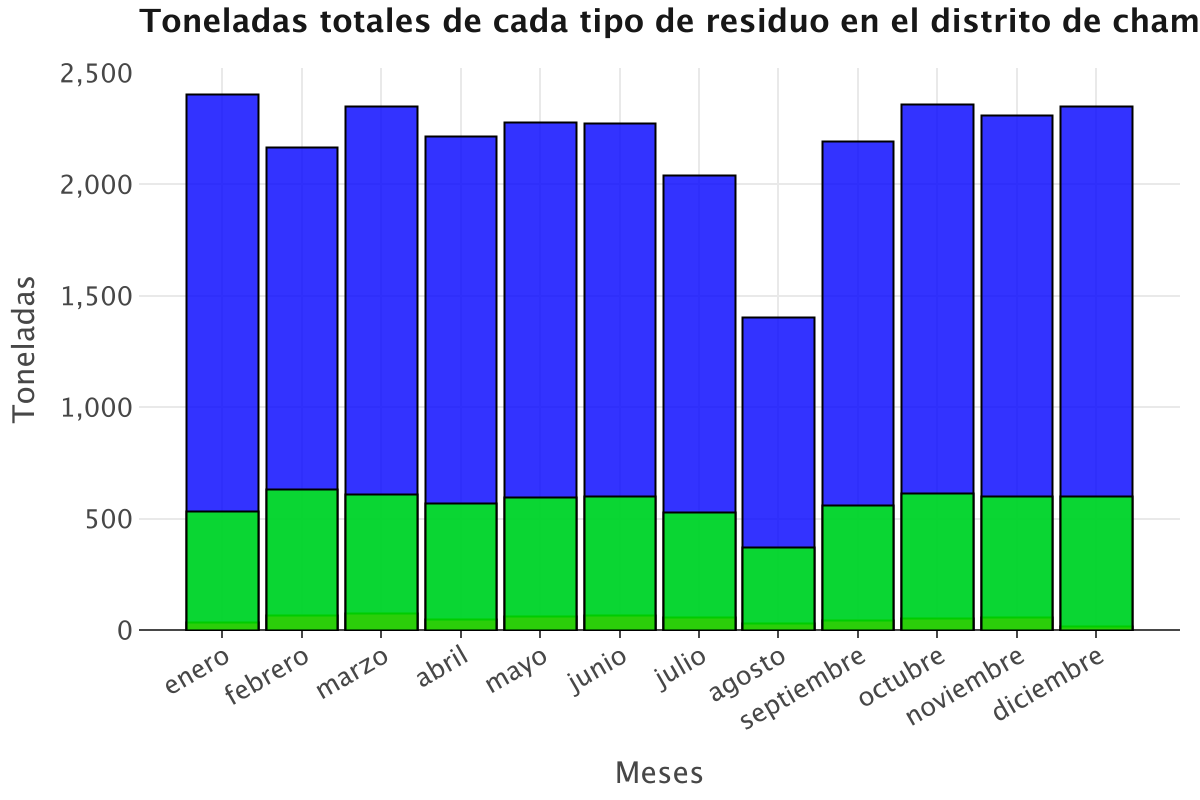 Toneladas totales de cada tipo de residuo en el distrito de cham
2,500
2,000
1,500
1,000
500
0
Toneladas
enero
febrero
marzo
abril
mayo
junio
julio
agosto
septiembre
octubre
noviembre
diciembre
Meses